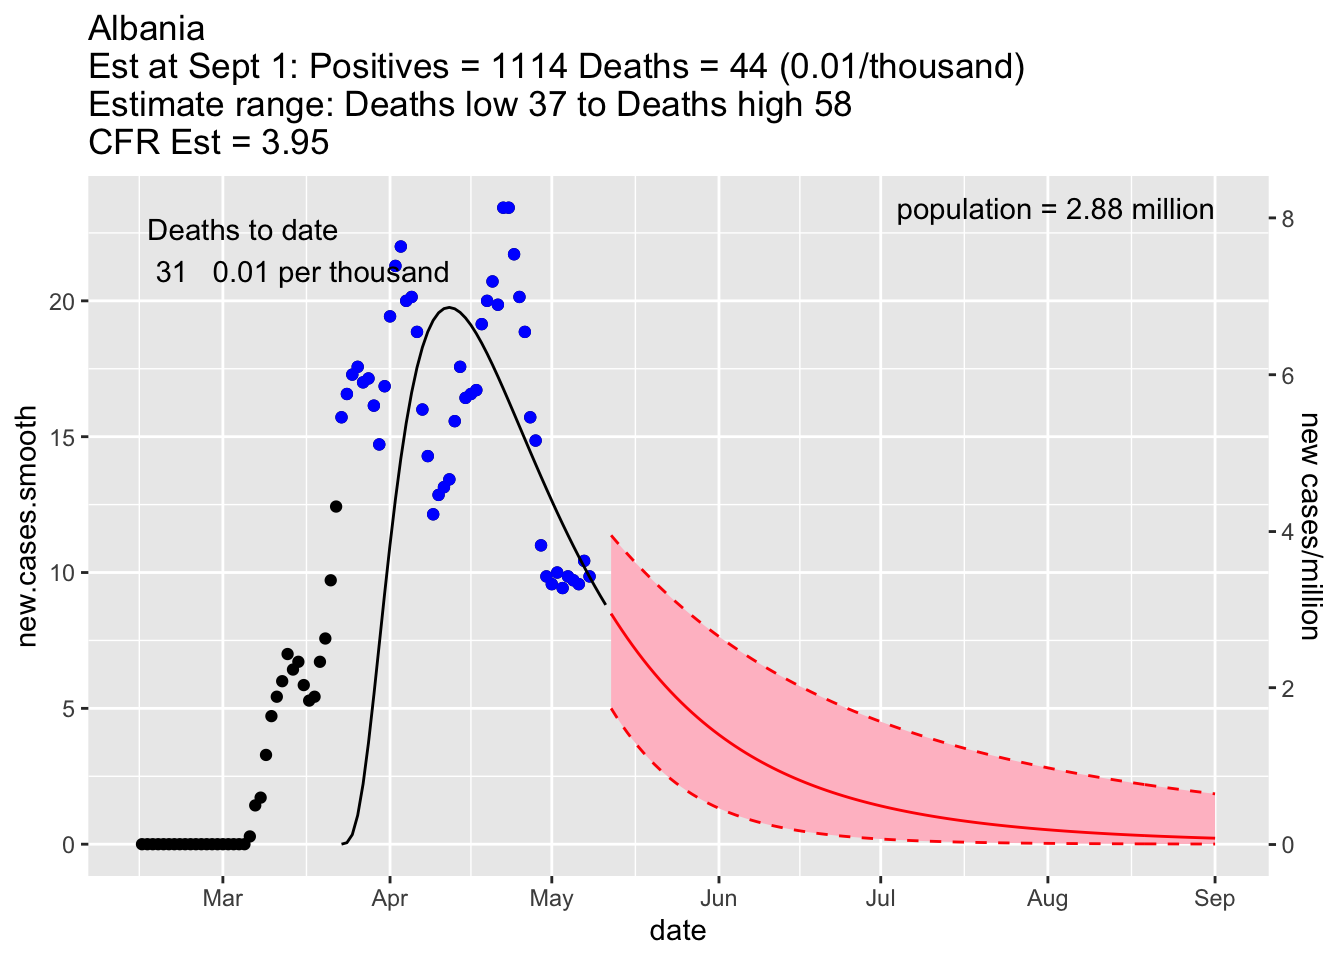 Albania
Est at Sept 1: Positives = 1114 Deaths = 44 (0.01/thousand)
Estimate range: Deaths low 37 to Deaths high 58
CFR Est = 3.95
population = 2.88 million
Deaths to date
31 0.01 per thousand
new.cases.smooth
20
15
10
5
0
8
6
4
2
0
new cases/million
Mar Apr May Jun Jul Aug Sep
date